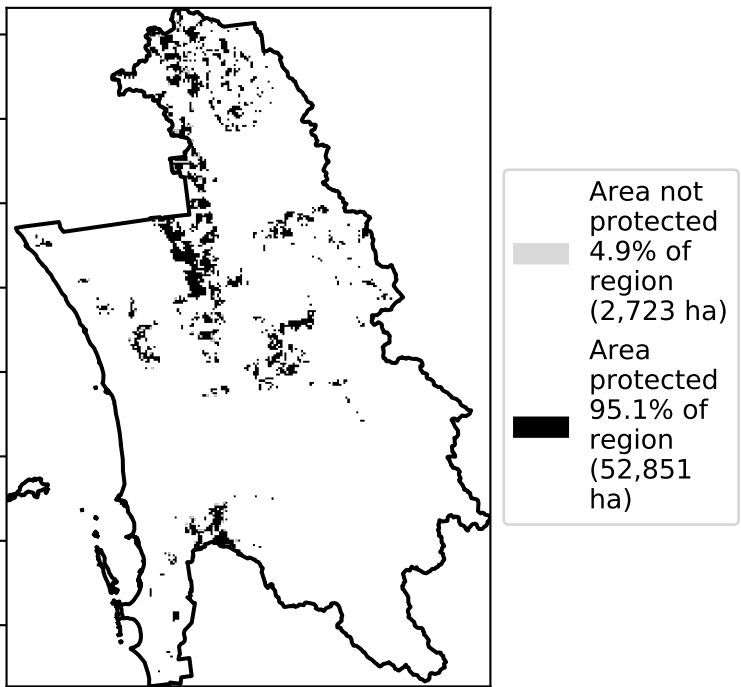 Area not
protected
4.9% of
region
(2,723 ha)
Area
protected
95.1% of
region
(52,851
ha)